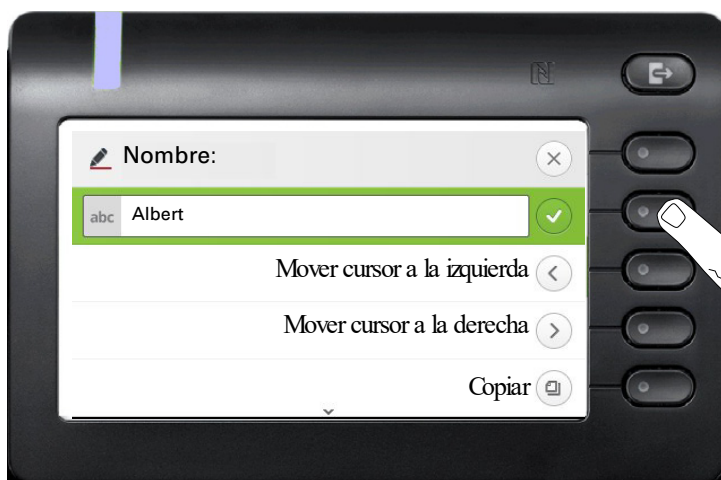 Nombre:
abc Albert
Mover cursor a la izquierda
Mover cursor a la derecha
Copiar